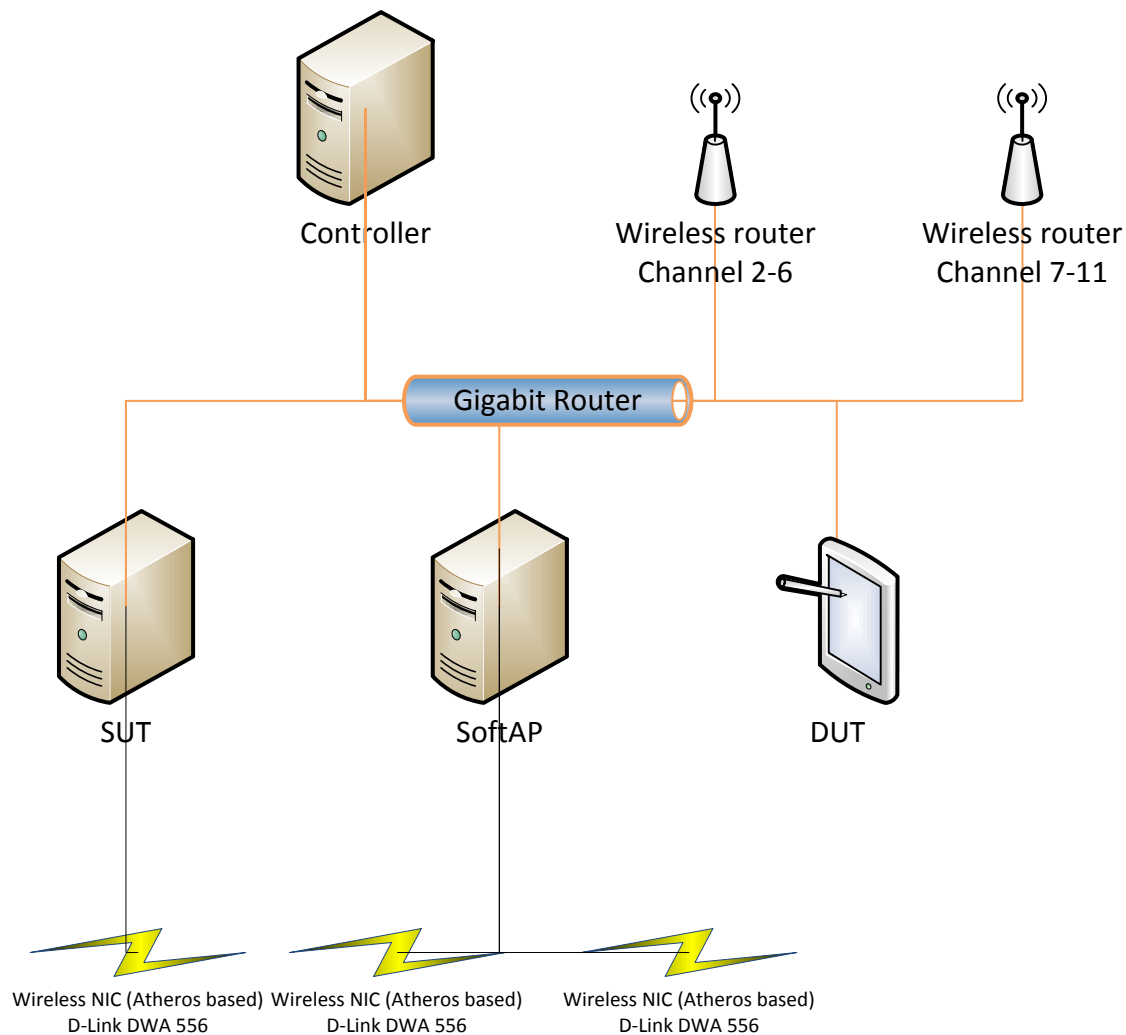 Controller
Wireless router
Channel 2-6
Wireless router
Channel 7-11
Gigabit Router
SUT
SoftAP
DUT
Wireless NIC (Atheros based)
D-Link DWA 556
Wireless NIC (Atheros based)
D-Link DWA 556
Wireless NIC (Atheros based)
D-Link DWA 556